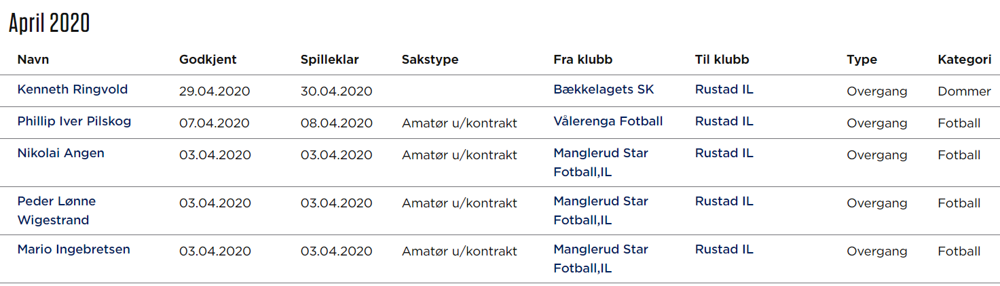 April 2020
Navn Godkjent Spilleklar Sakstype Fra klubb Til klubb Type Kategori
Kenneth Ringvold 29.04.2020 30.04.2020 Bækkelagets SK Rustad IL Overgang Dommer
Phillip Iver Pilskog 07.04.2020 08.04.2020 Amatør u/kontrakt Vålerenga Fotball Rustad IL Overgang Fotball
Nikolai Angen 03.04.2020 03.04.2020 Amatør u/kontrakt Manglerud Star Rustad IL Overgang Fotball
Fotball,IL
Peder Lønne 03.04.2020 03.04.2020 Amatør u/kontrakt Manglerud Star Rustad IL Overgang Fotball
Wigestrand Fotball,IL
Mario Ingebretsen 03.04.2020 03.04.2020 Amatør u/kontrakt Manglerud Star Rustad IL Overgang Fotball
Fotball,IL